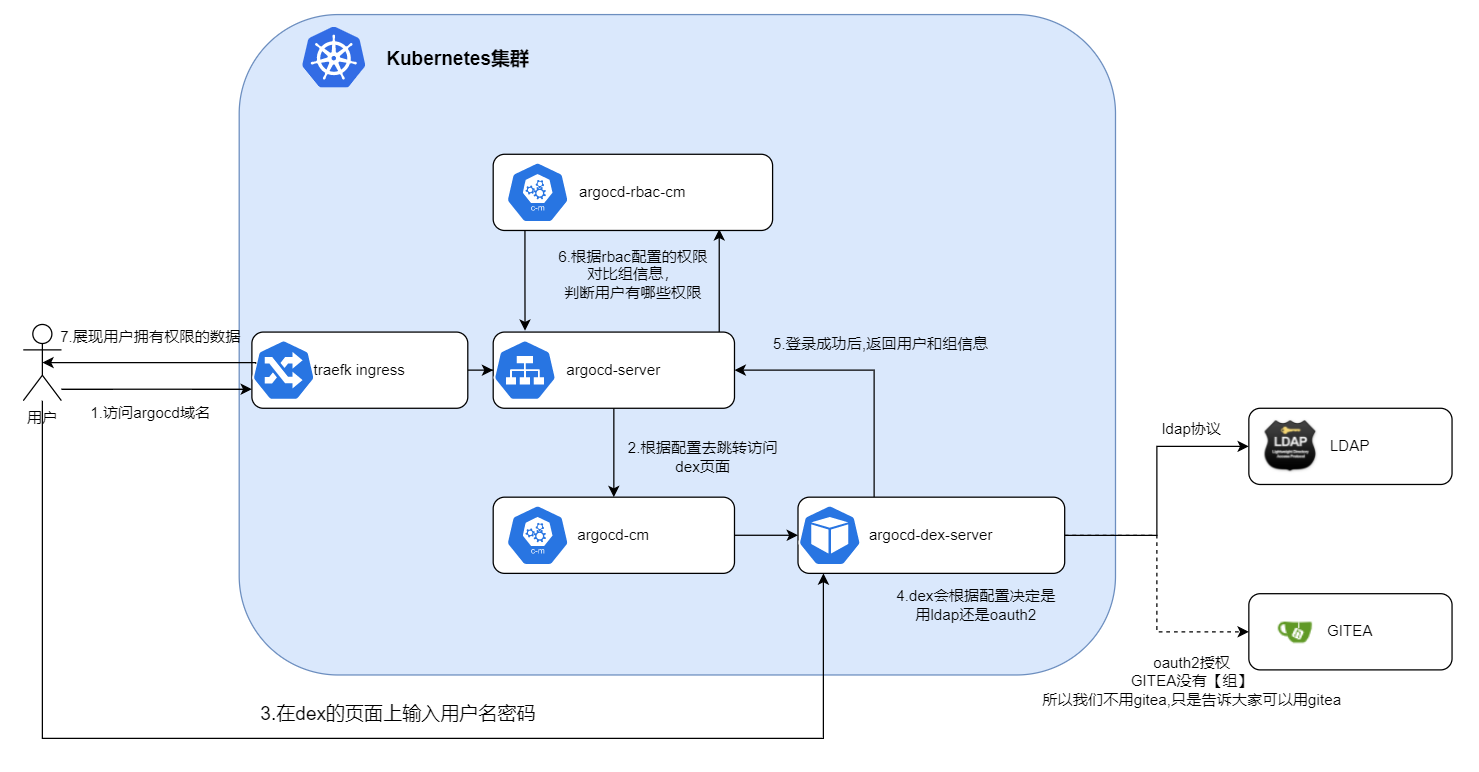 Kubernetes集群
argocd-rbac-cm
c-m
6.根据rbac配置的权限
对比组信息，
判断用户有哪些权限
7.展现用户拥有权限的数据
traefk ingress
argocd-server
5.登录成功后,返回用户和组信息
用户
1.访问argocd域名
2.根据配置去跳转访问
dex页面
ldap协议
LDAP
Lightweight Directory
Access Protocol
LDAP
argocd-cm
c-m
argocd-dex-server
4.dex会根据配置决定是
用ldap还是oauth2
GITEA
oauth2授权
GITEA没有【组】
所以我们不用gitea,只是告诉大家可以用gitea
3.在dex的页面上输入用户名密码